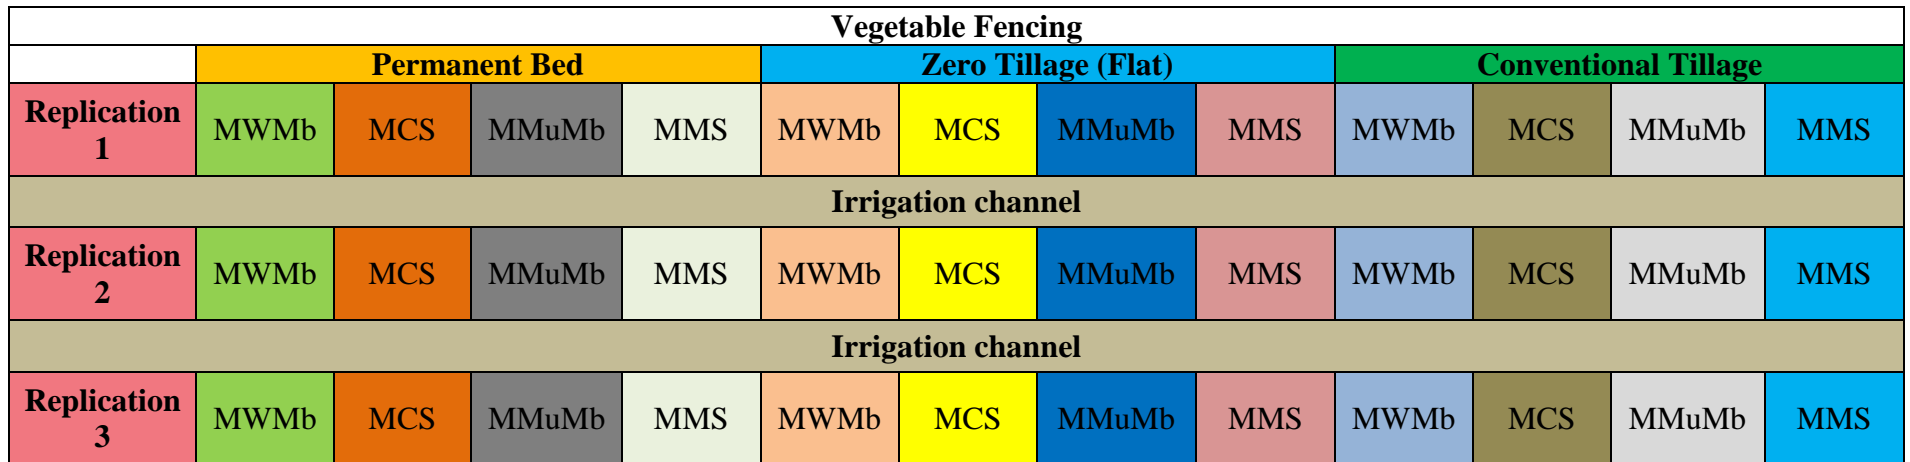 Vegetable Fencing
Permanent Bed Zero Tillage (Flat) Conventional Tillage
Replication
1
MWMb MCS MMuMb MMS MWMb MCS MMuMb MMS MWMb MCS MMuMb MMS
Irrigation channel
Replication
2
MWMb MCS MMuMb MMS MWMb MCS MMuMb MMS MWMb MCS MMuMb MMS
Irrigation channel
Replication
3
MWMb MCS MMuMb MMS MWMb MCS MMuMb MMS MWMb MCS MMuMb MMS